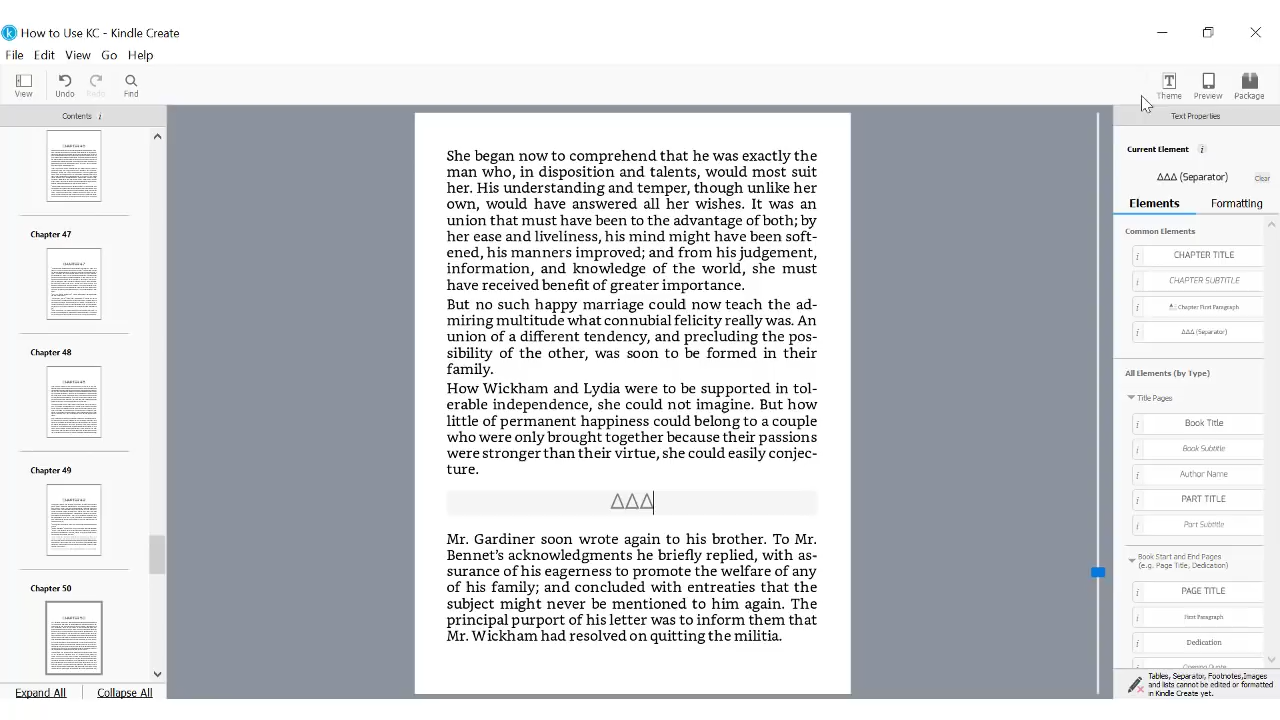 How to Use KC - Kindle Create
File Edit View Go Help
View Undo Redo Find Theme Preview Package
Contents i
Chapter 47
Chapter 48
Chapter 49
Chapter 50
Expand All Collapse All
She began now to comprehend that he was exactly the
man who, in disposition and talents, would most suit
her. His understanding and temper, though unlike her
own, would have answered all her wishes. It was an
union that must have been to the advantage of both; by
her ease and liveliness, his mind might have been soft-
ened, his manners improved; and from his judgement,
information, and knowledge of the world, she must
have received benefit of greater importance.
But no such happy marriage could now teach the ad-
miring multitude what connubial felicity really was. An
union of a different tendency, and precluding the pos-
sibility of the other, was soon to be formed in their
family.
How Wickham and Lydia were to be supported in tol-
erable independence, she could not imagine. But how
little of permanent happiness could belong to a couple
who were only brought together because their passions
were stronger than their virtue, she could easily conjec-
ture.
ΔΔΔ
Mr. Gardiner soon wrote again to his brother. To Mr.
Bennet's acknowledgments he briefly replied, with as-
surance of his eagerness to promote the welfare of any
of his family; and concluded with entreaties that the
subject might never be mentioned to him again. The
principal purport of his letter was to inform them that
Mr. Wickham had resolved on quitting the militia.
Text Properties
Current Element i
ΔΔΔ (Separator) Clear
Elements Formatting
Common Elements
i CHAPTER TITLE
i CHAPTER SUBTITLE
i Chapter First Paragraph
i ΔΔΔ (Separator)
All Elements (by Type)
Title Pages
i Book Title
i Book Subtitle
i Author Name
i PART TITLE
i Part Subtitle
Book Start and End Pages
(e.g. Page Title, Dedication)
i PAGE TITLE
i First Paragraph
i Dedication
Opening Quote
Tables, Separator, Footnotes,Images
and lists cannot be edited or formatted
in Kindle Create yet.